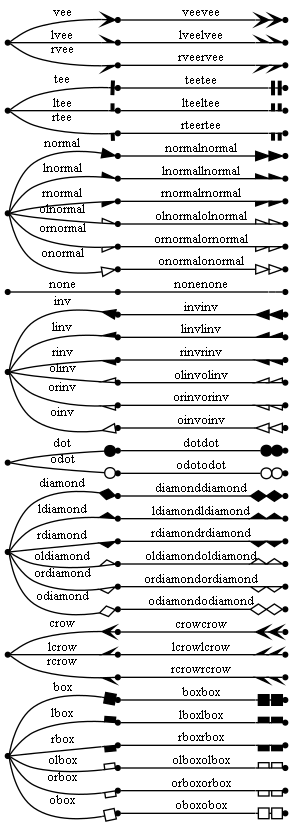 vee veevee
lvee lveelvee
rvee rveervee
tee teetee
ltee lteeltee
rtee rteertee
normal normalnormal
lnormal lnormallnormal
rnormal rnormalrnormal
olnormal olnormalolnormal
ornormal ornormalornormal
onormal onormalonormal
none nonenone
inv invinv
linv linvlinv
rinv rinvrinv
olinv olinvolinv
orinv orinvorinv
oinv oinvoinv
dot dotdot
odot odotodot
diamond diamonddiamond
ldiamond ldiamondldiamond
rdiamond rdiamondrdiamond
oldiamond oldiamondoldiamond
ordiamond ordiamondordiamond
odiamond odiamondodiamond
crow crowcrow
lcrow lcrowlcrow
rcrow rcrowrcrow
box boxbox
lbox lboxlbox
rbox rboxrbox
olbox olboxolbox
orbox orboxorbox
obox oboxobox